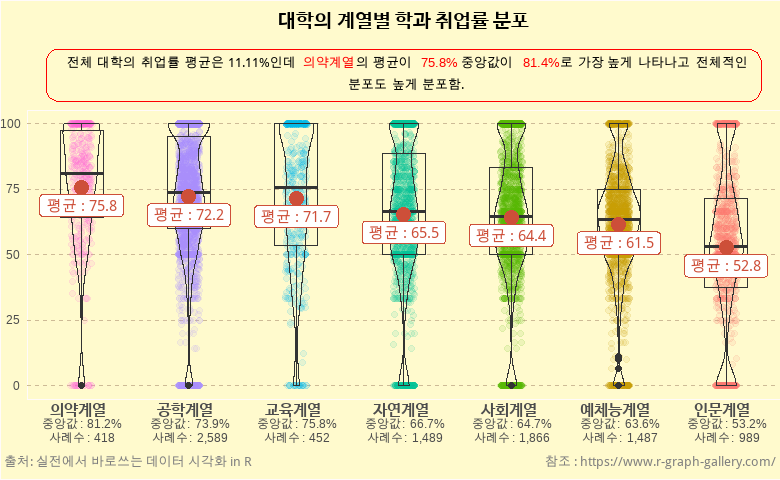 대학의 계열별 학과 취업률 분포
전체 대학의 취업률 평균은 11.11%인데 의약계열의 평균이 75.8% 중앙값이 81.4%로 가장 높게 나타나고 전체적인
분포도 높게 분포함.
100
75
50
25
0
평균 : 75.8
평균 : 72.2
평균 : 71.7
평균 : 65.5
평균 : 64.4
평균 : 61.5
평균 : 52.8
의약계열 공학계열 교육계열 자연계열 사회계열 예체능계열 인문계열
중앙값 : 81.2% 중앙값 : 73.9% 중앙값 : 75.8% 중앙값 : 66.7% 중앙값 : 64.7% 중앙값 : 63.6% 중앙값 : 53.2%
사례수 : 418 사례수 : 2,589 사례수 : 452 사례수 : 1,489 사례수 : 1,866 사례수 : 1,487 사례수 : 989
출처: 실전에서 바로쓰는 데이터 시각화 in R 참조 : https://www.r-graph-gallery.com/